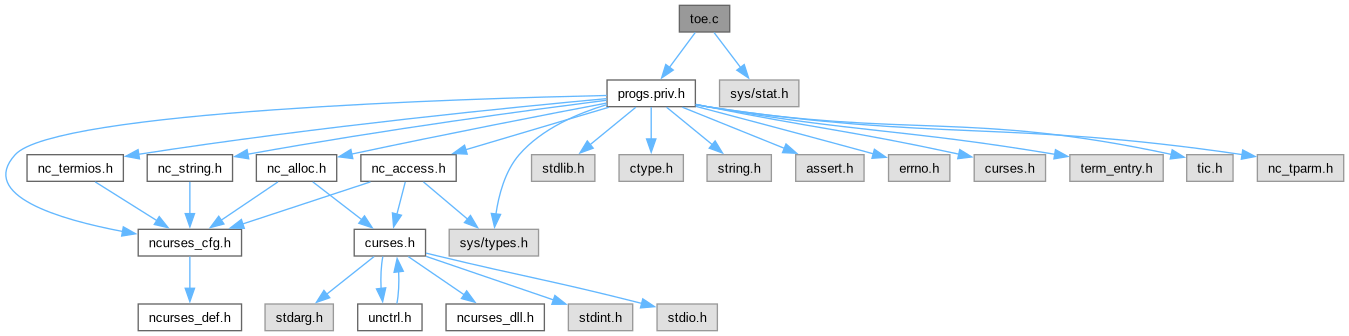 toe.c
progs.priv.h
sys/stat.h
nc_termios.h
nc_string.h
nc_alloc.h
nc_access.h
stdlib.h
ctype.h
string.h
assert.h
errno.h
curses.h
term_entry.h
tic.h
nc_tparm.h
ncurses_cfg.h
curses.h
sys/types.h
ncurses_def.h
stdarg.h
unctrl.h
ncurses_dll.h
stdint.h
stdio.h